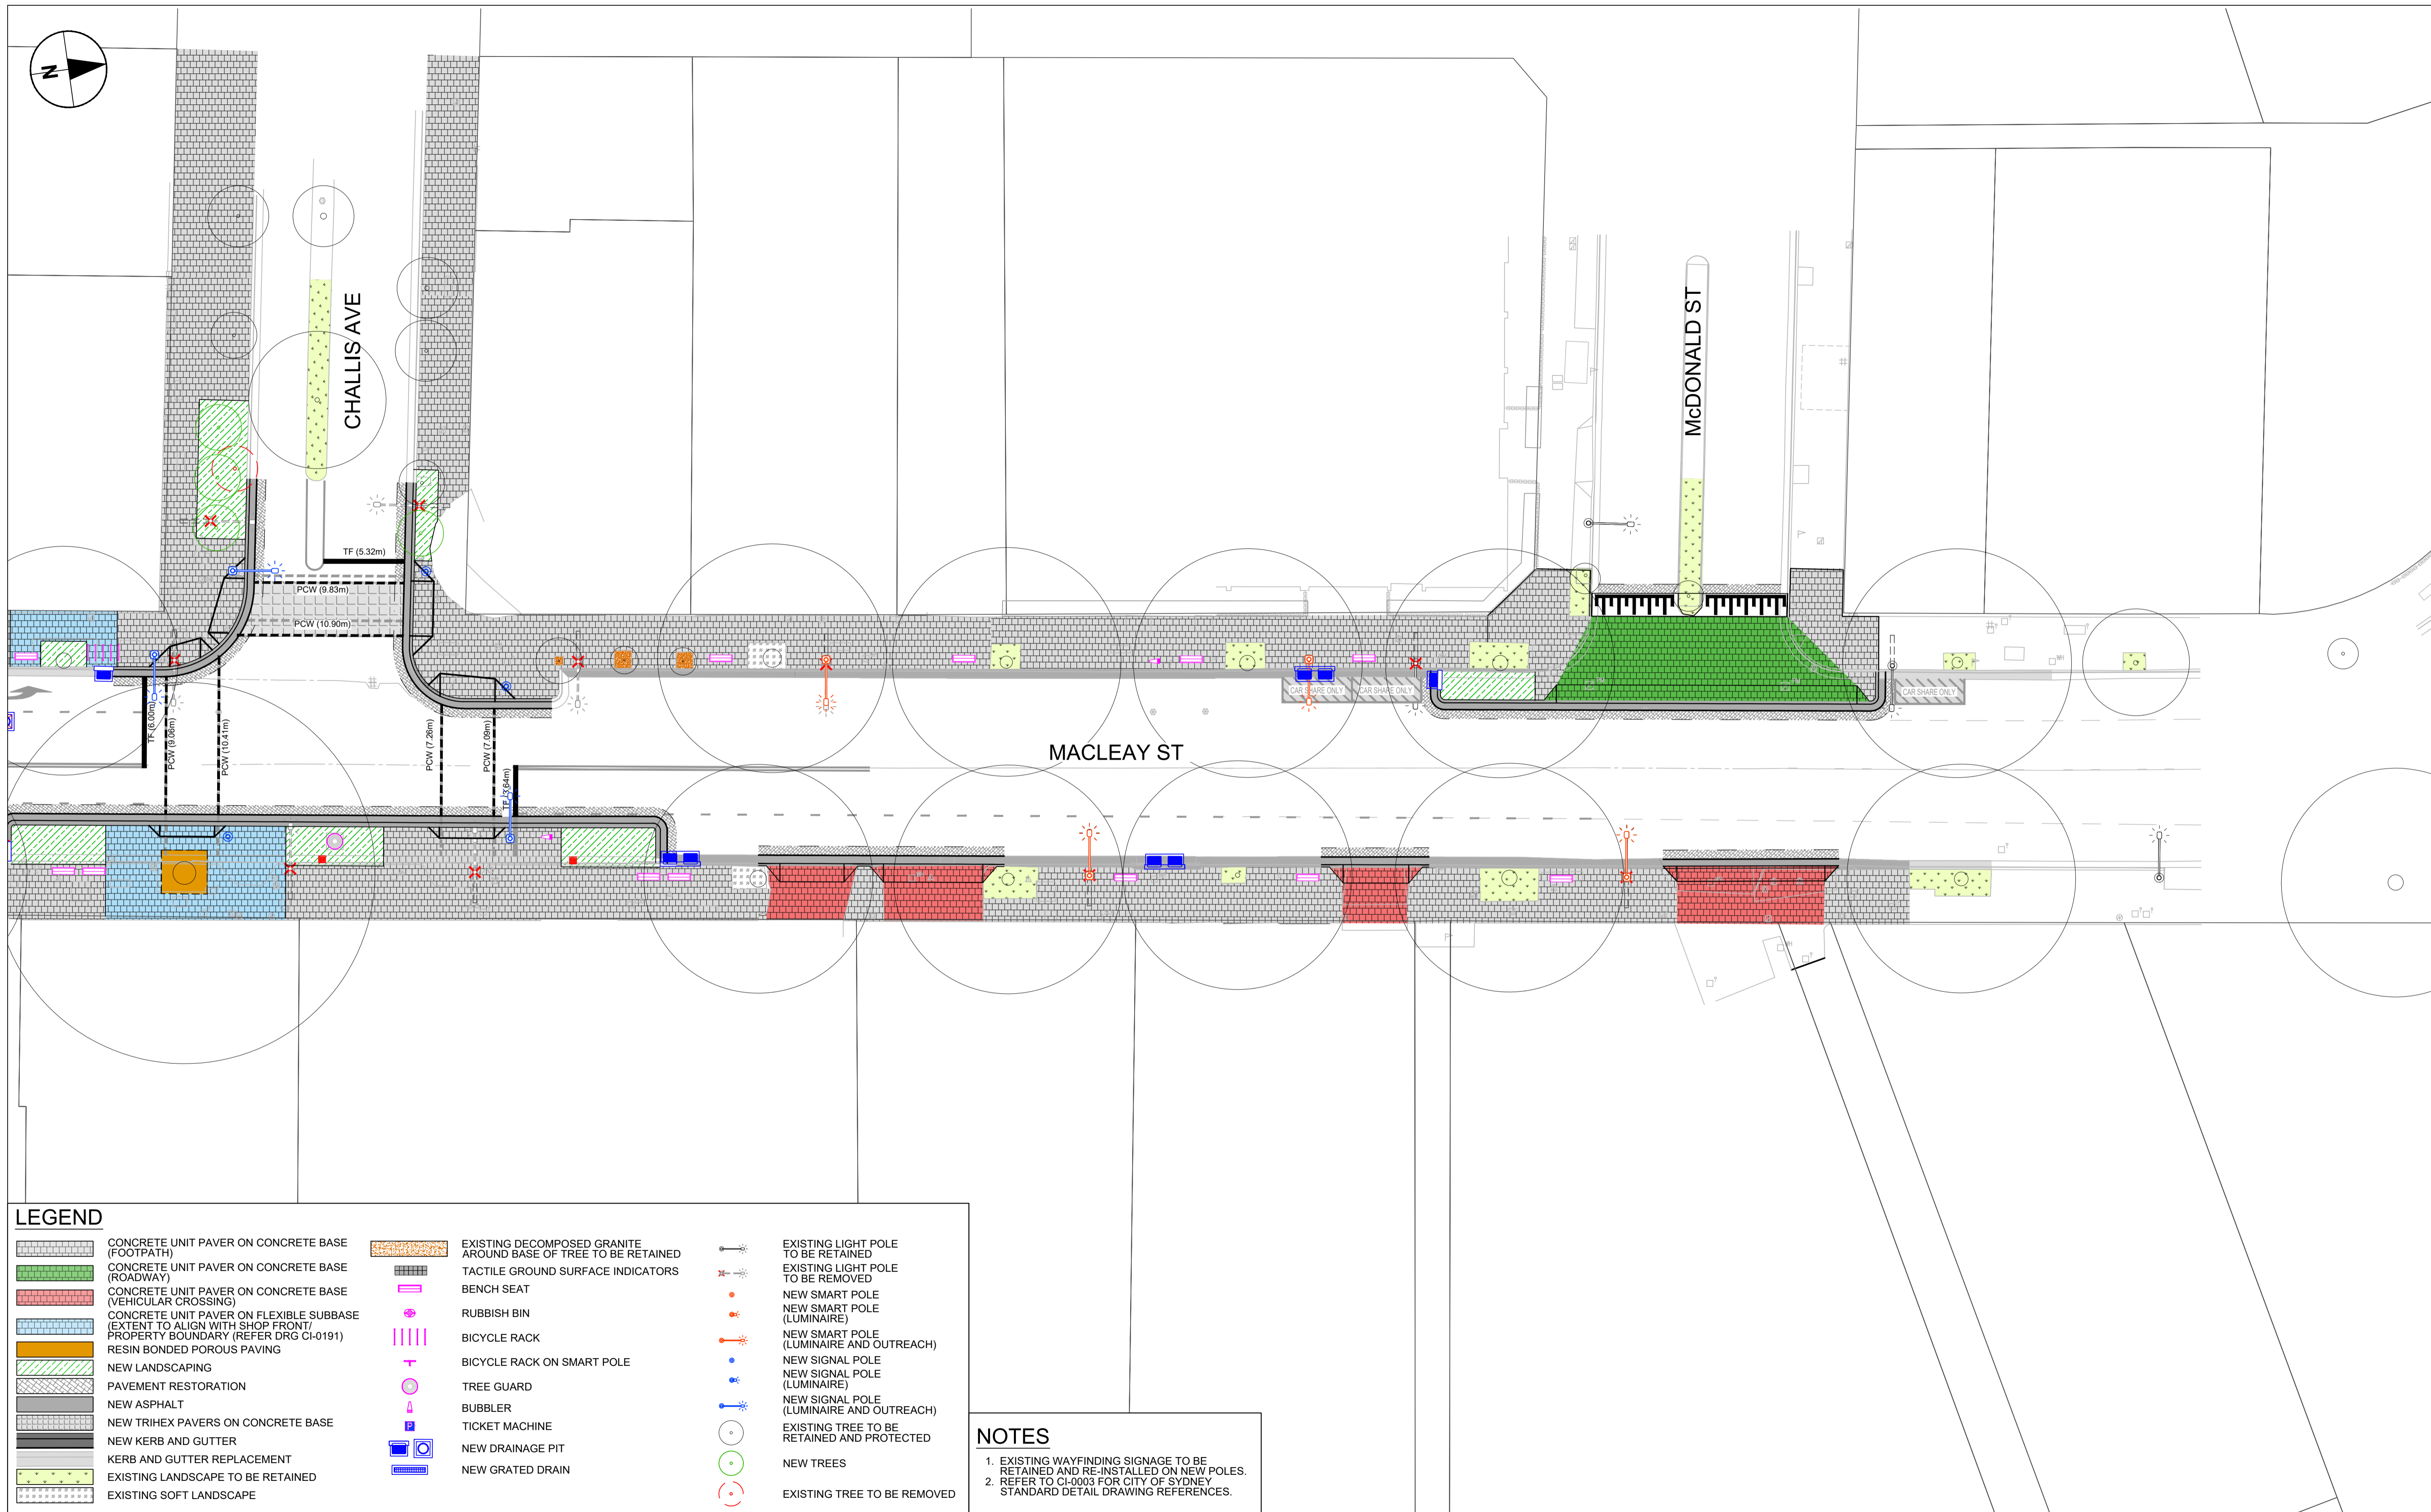 N
CHALLIS AVE
McDONALD ST
TF (5.32m)
PCW (9.83m)
PCW (10.90m)
CAR SHARE ONLY
CAR SHARE ONLY
CAR SHARE ONLY
TF (6.00m)
PCW (9.06m)
PCW (10.41m)
PCW (7.26m)
PCW (7.09m)
TF (3.64m)
MACLEAY ST
LEGEND
CONCRETE UNIT PAVER ON CONCRETE BASE
(FOOTPATH)
CONCRETE UNIT PAVER ON CONCRETE BASE
(ROADWAY)
CONCRETE UNIT PAVER ON CONCRETE BASE
(VEHICULAR CROSSING)
CONCRETE UNIT PAVER ON FLEXIBLE SUBBASE
(EXTENT TO ALIGN WITH SHOP FRONT/
PROPERTY BOUNDARY (REFER DRG CI-0191)
RESIN BONDED POROUS PAVING
NEW LANDSCAPING
PAVEMENT RESTORATION
NEW ASPHALT
NEW TRIHEX PAVERS ON CONCRETE BASE
NEW KERB AND GUTTER
KERB AND GUTTER REPLACEMENT
EXISTING LANDSCAPE TO BE RETAINED
EXISTING SOFT LANDSCAPE
EXISTING DECOMPOSED GRANITE
AROUND BASE OF TREE TO BE RETAINED
TACTILE GROUND SURFACE INDICATORS
BENCH SEAT
RUBBISH BIN
BICYCLE RACK
BICYCLE RACK ON SMART POLE
TREE GUARD
BUBBLER
P
TICKET MACHINE
NEW DRAINAGE PIT
NEW GRATED DRAIN
EXISTING LIGHT POLE
TO BE RETAINED
EXISTING LIGHT POLE
TO BE REMOVED
NEW SMART POLE
NEW SMART POLE
(LUMINAIRE)
NEW SMART POLE
(LUMINAIRE AND OUTREACH)
NEW SIGNAL POLE
NEW SIGNAL POLE
(LUMINAIRE)
NEW SIGNAL POLE
(LUMINAIRE AND OUTREACH)
EXISTING TREE TO BE
RETAINED AND PROTECTED
NEW TREES
EXISTING TREE TO BE REMOVED
NOTES
1. EXISTING WAYFINDING SIGNAGE TO BE
RETAINED AND RE-INSTALLED ON NEW POLES.
2. REFER TO CI-0003 FOR CITY OF SYDNEY
STANDARD DETAIL DRAWING REFERENCES.